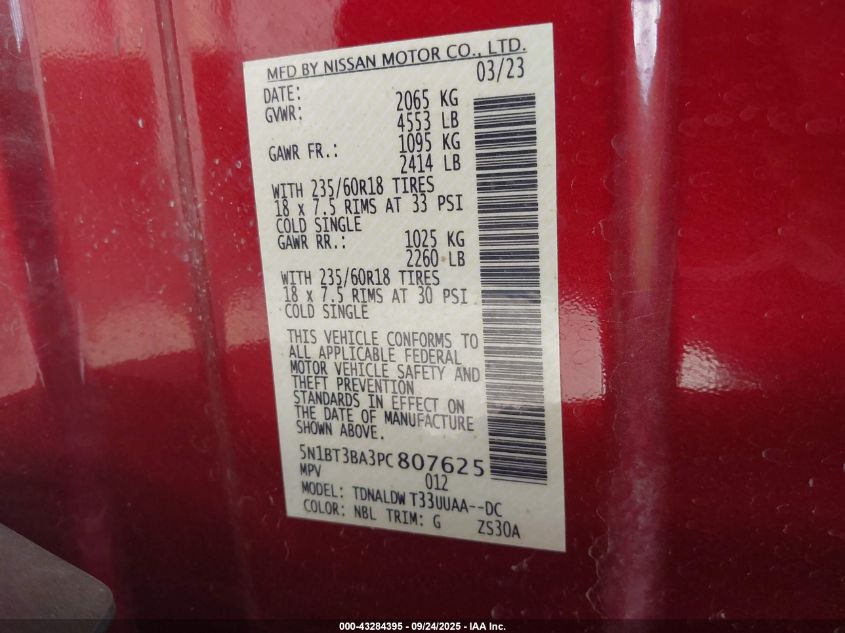 MFD BY NISSAN MOTOR CO., LTD.
DATE: 03/23
GVWR: 2065 KG
4553 LB
GAWR FR.: 1095 KG
2414 LB
WITH 235/60R18 TIRES
18 x 7.5 RIMS AT 33 PSI
COLD SINGLE
GAWR RR.: 1025 KG
2260 LB
WITH 235/60R18 TIRES
18 x 7.5 RIMS AT 30 PSI
COLD SINGLE
THIS VEHICLE CONFORMS TO
ALL APPLICABLE FEDERAL
MOTOR VEHICLE SAFETY AND
THEFT PREVENTION
STANDARDS IN EFFECT ON
THE DATE OF MANUFACTURE
SHOWN ABOVE.
5N1BT3BA3PC807625
MPV 012
MODEL: TDNALDW T33UUAA--DC
COLOR: NBL TRIM: G ZS30A
000-43284395 - 09/24/2025 - IAA Inc.